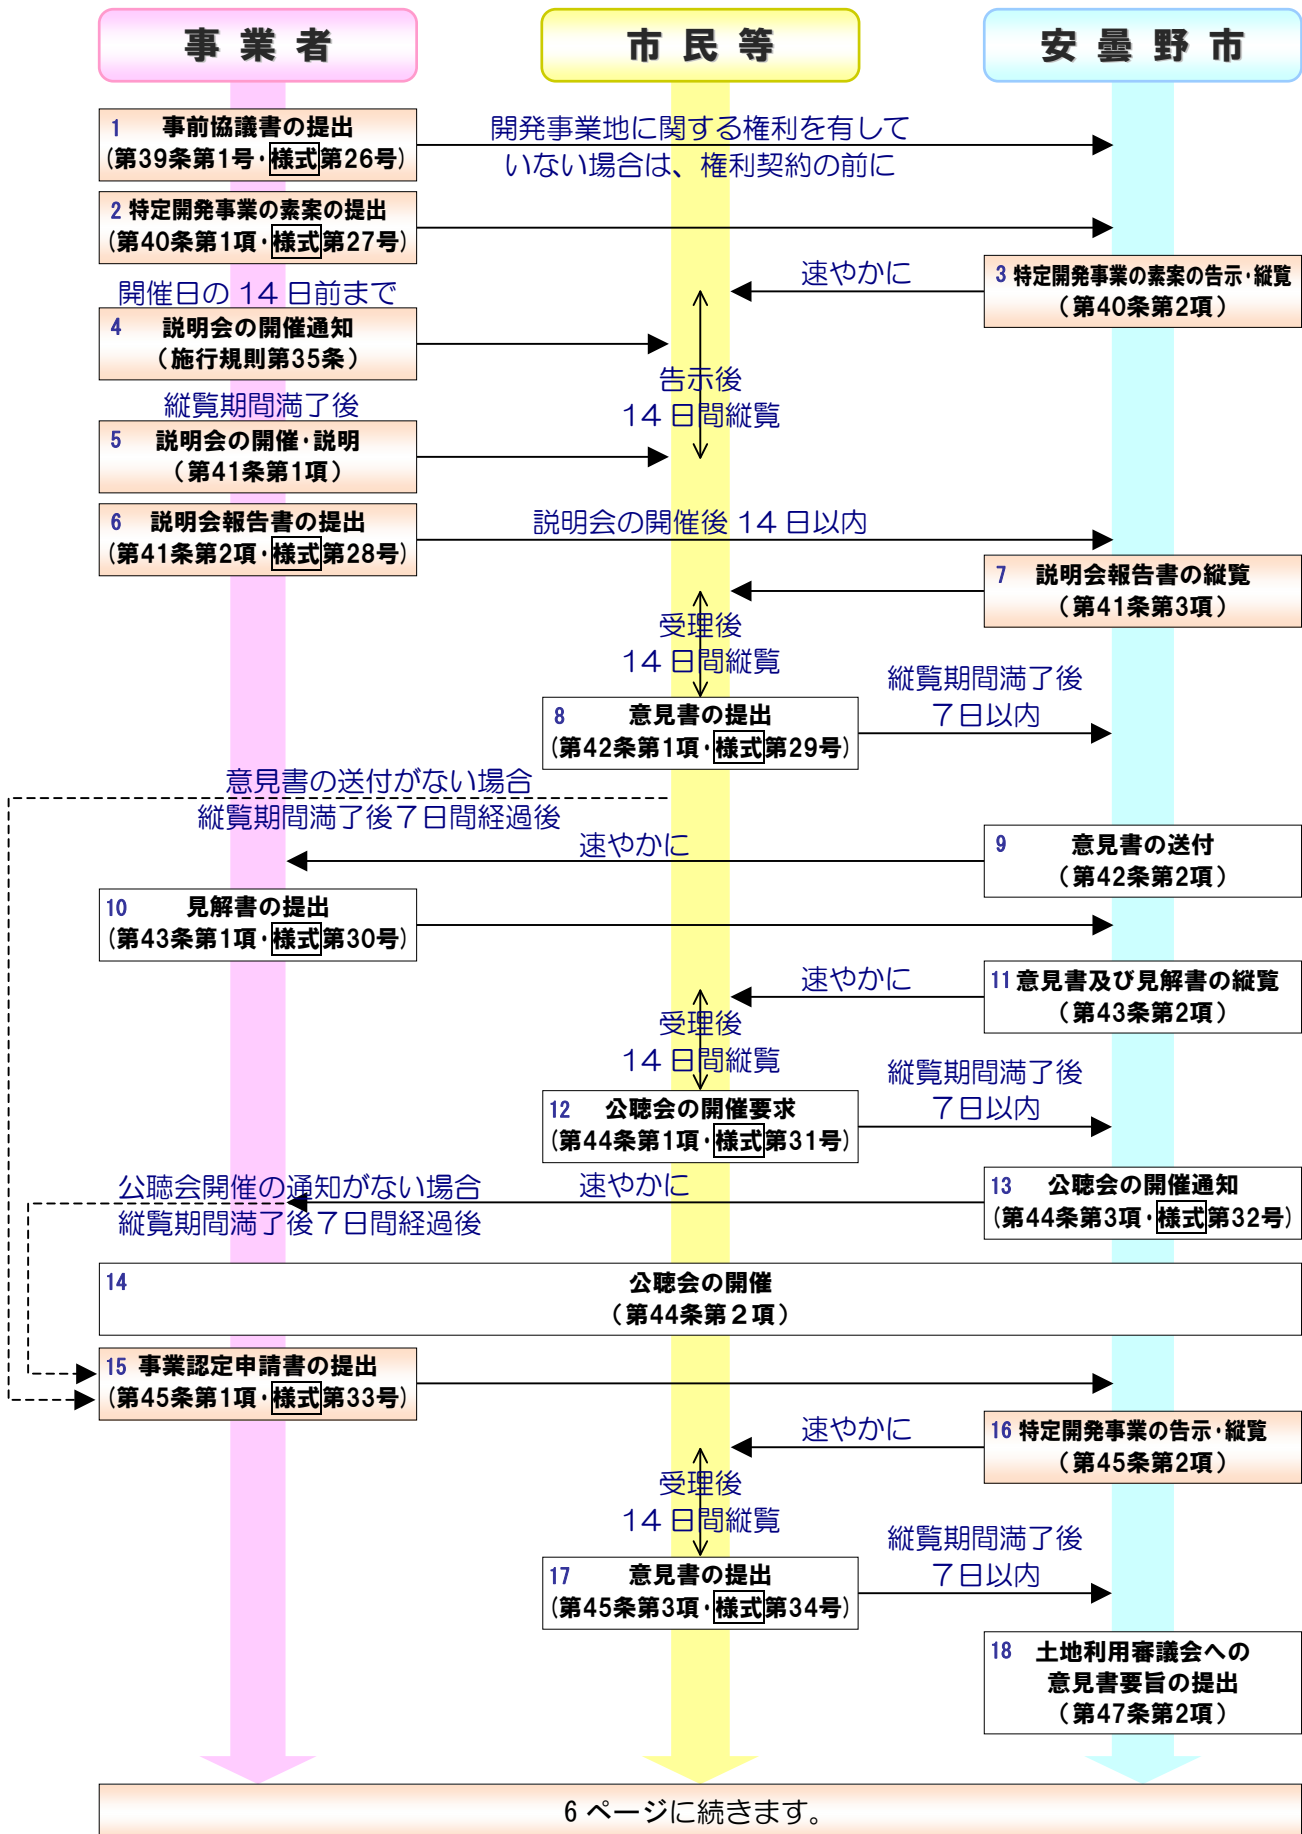 事業者
市民等
安曇野市
1 事前協議書の提出
(第39条第1号・様式第26号)
開発事業地に関する権利を有して
いない場合は、権利契約の前に
2 特定開発事業の素案の提出
(第40条第1項・様式第27号)
速やかに
3 特定開発事業の素案の告示・縦覧
（第40条第2項）
開催日の14日前まで
4 説明会の開催通知
（施行規則第35条）
告示後
14日間縦覧
縦覧期間満了後
5 説明会の開催・説明
（第41条第1項）
6 説明会報告書の提出
(第41条第2項・様式第28号)
説明会の開催後14日以内
7 説明会報告書の縦覧
（第41条第3項）
受理後
14日間縦覧
8 意見書の提出
(第42条第1項・様式第29号)
縦覧期間満了後
7日以内
意見書の送付がない場合
縦覧期間満了後7日間経過後
速やかに
9 意見書の送付
（第42条第2項）
10 見解書の提出
(第43条第1項・様式第30号)
速やかに
11 意見書及び見解書の縦覧
（第43条第2項）
受理後
14日間縦覧
12 公聴会の開催要求
(第44条第1項・様式第31号)
縦覧期間満了後
7日以内
公聴会開催の通知がない場合
縦覧期間満了後7日間経過後
速やかに
13 公聴会の開催通知
(第44条第3項・様式第32号)
14 公聴会の開催
（第44条第２項）
15 事業認定申請書の提出
(第45条第1項・様式第33号)
速やかに
16 特定開発事業の告示・縦覧
（第45条第2項）
受理後
14日間縦覧
17 意見書の提出
(第45条第3項・様式第34号)
縦覧期間満了後
7日以内
18 土地利用審議会への
意見書要旨の提出
（第47条第2項）
6 ページに続きます。